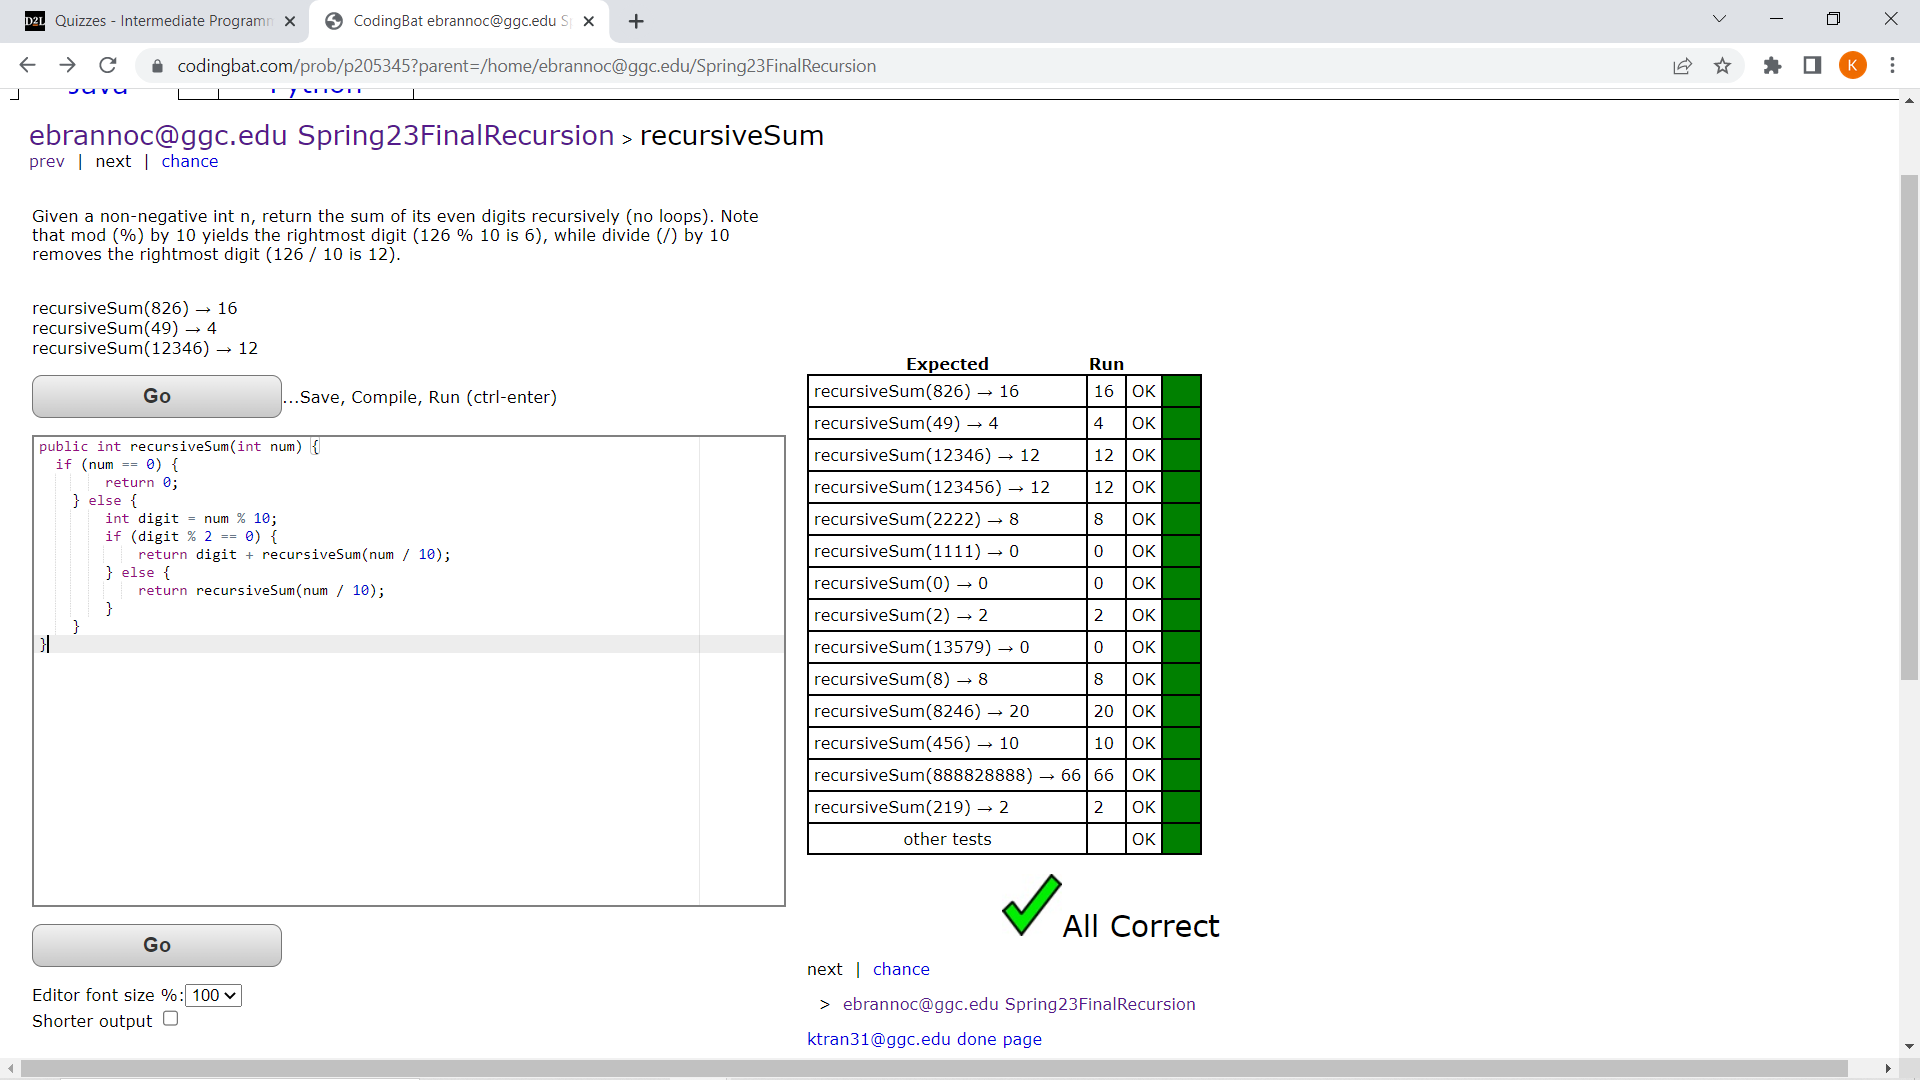 D2L Quizzes - Intermediate Programm
CodingBat ebrannoc@ggc.edu S
codingbat.com/prob/p205345?parent=/home/ebrannoc@ggc.edu/Spring23FinalRecursion
K
Java
Python
ebrannoc@ggc.edu Spring23FinalRecursion > recursiveSum
prev | next | chance
Given a non-negative int n, return the sum of its even digits recursively (no loops). Note
that mod (%) by 10 yields the rightmost digit (126 % 10 is 6), while divide (/) by 10
removes the rightmost digit (126 / 10 is 12).
recursiveSum(826) → 16
recursiveSum(49) → 4
recursiveSum(12346) → 12
Go ...Save, Compile, Run (ctrl-enter)
public int recursiveSum(int num) {
if (num == 0) {
return 0;
} else {
int digit = num % 10;
if (digit % 2 == 0) {
return digit + recursiveSum(num / 10);
} else {
return recursiveSum(num / 10);
}
}
}
Go
Editor font size %: 100
Shorter output
Expected Run
recursiveSum(826) → 16 16 OK
recursiveSum(49) → 4 4 OK
recursiveSum(12346) → 12 12 OK
recursiveSum(123456) → 12 12 OK
recursiveSum(2222) → 8 8 OK
recursiveSum(1111) → 0 0 OK
recursiveSum(0) → 0 0 OK
recursiveSum(2) → 2 2 OK
recursiveSum(13579) → 0 0 OK
recursiveSum(8) → 8 8 OK
recursiveSum(8246) → 20 20 OK
recursiveSum(456) → 10 10 OK
recursiveSum(888828888) → 66 66 OK
recursiveSum(219) → 2 2 OK
other tests OK
All Correct
next | chance
> ebrannoc@ggc.edu Spring23FinalRecursion
ktran31@ggc.edu done page